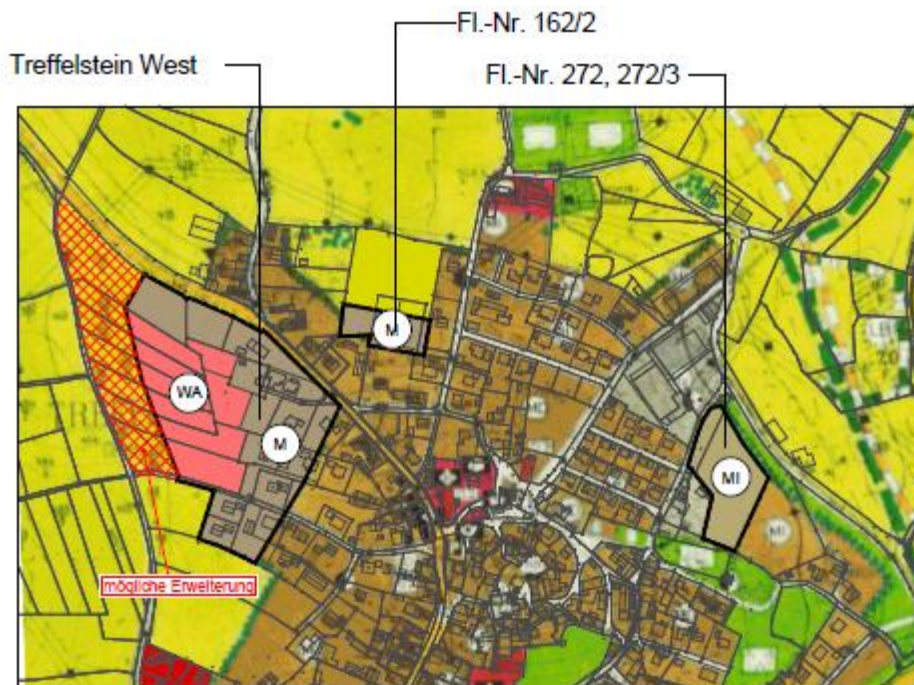 Fl.-Nr. 162/2
Treffelstein West
Fl.-Nr. 272, 272/3
M
WA
M
MI
MI
mögliche Erweiterung